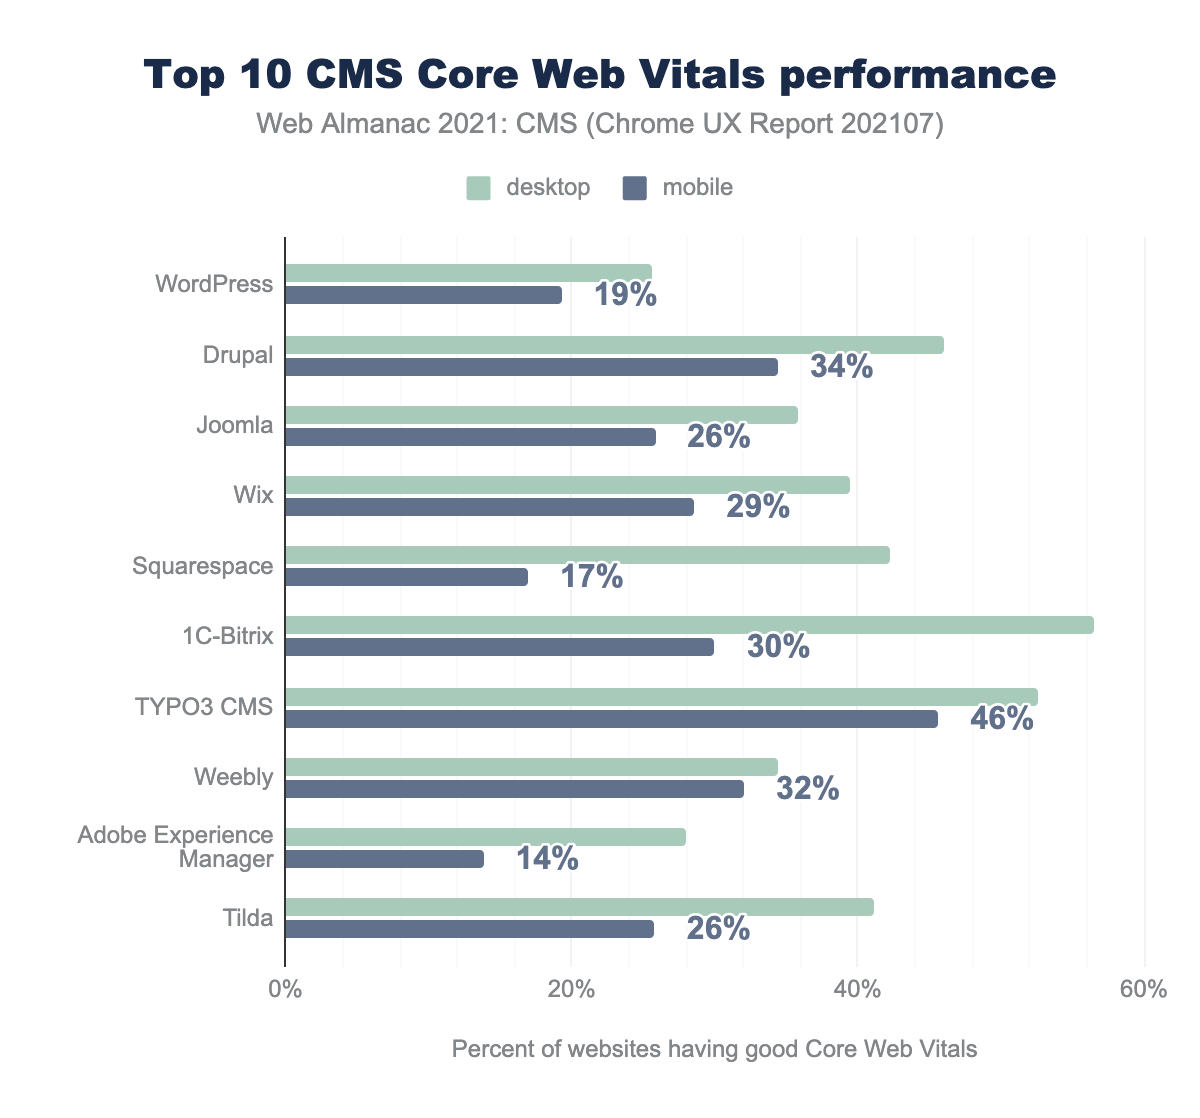 Top 10 CMS Core Web Vitals performance
Web Almanac 2021: CMS (Chrome UX Report 202107)
desktop mobile
WordPress 19%
Drupal 34%
Joomla 26%
Wix 29%
Squarespace 17%
1C-Bitrix 30%
TYPO3 CMS 46%
Weebly 32%
Adobe Experience
Manager 14%
Tilda 26%
0% 20% 40% 60%
Percent of websites having good Core Web Vitals